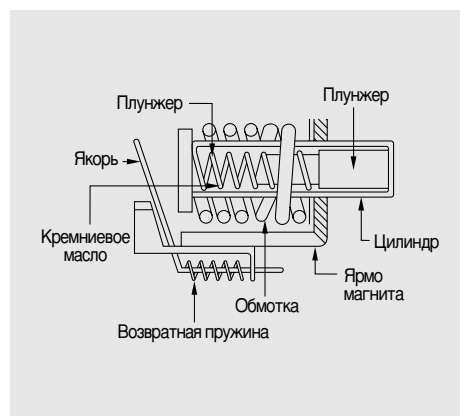 Плунжер
Плунжер
Якорь
Кремниевое
масло
Цилиндр
Ярмо
магнита
Обмотка
Возвратная пружина